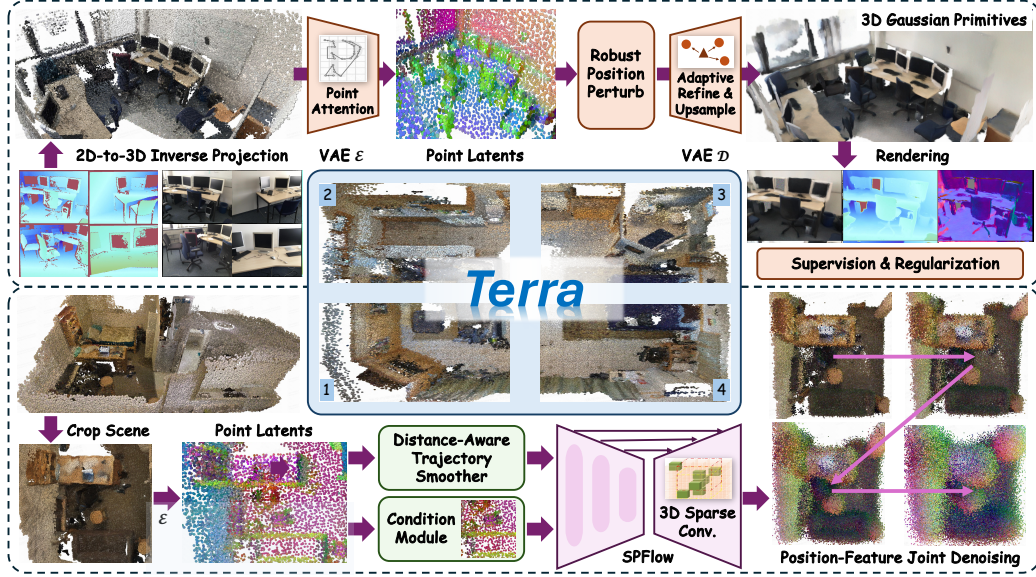 3D Gaussian Primitives
Point
Attention
Robust
Position
Perturb
Adaptive
Refine &
Upsample
2D-to-3D Inverse Projection
VAE ℰ
Point Latents
VAE 𝒟
Rendering
2
3
Terra
1
4
Supervision & Regularization
Crop Scene
ℰ
Point Latents
Distance-Aware
Trajectory
Smoother
Condition
Module
3D Sparse
Conv.
SPFlow
Position-Feature Joint Denoising